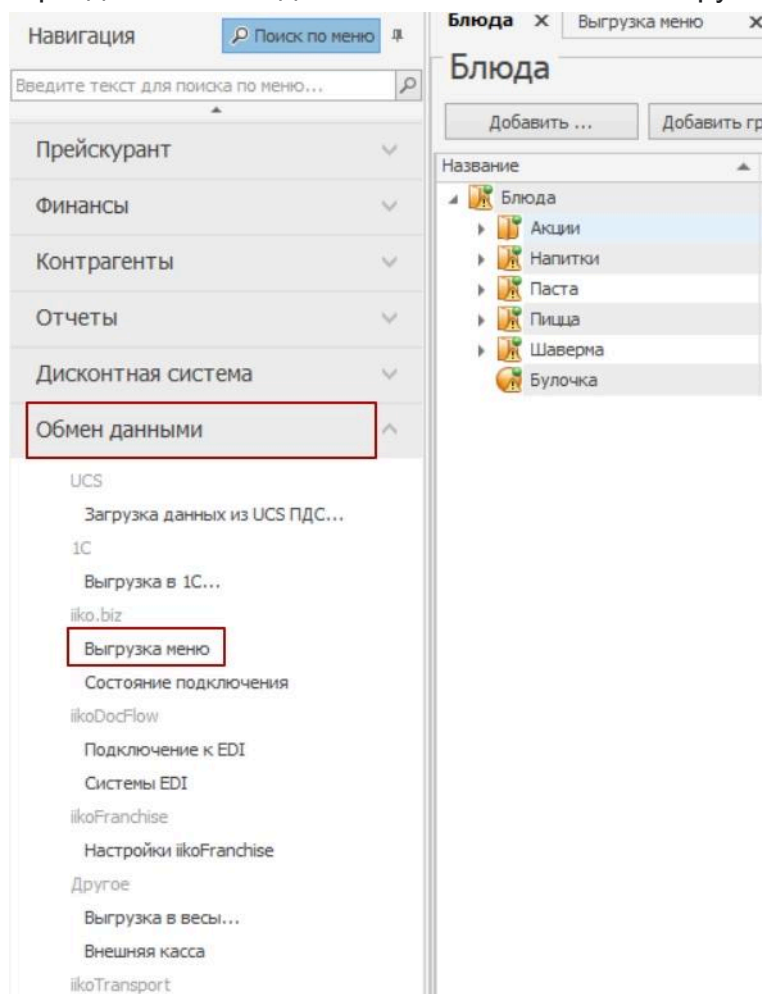 Навигация
Поиск по меню
Введите текст для поиска по меню...
Прейскурант
Финансы
Контрагенты
Отчеты
Дисконтная система
Обмен данными
UCS
Загрузка данных из UCS ПДС...
1C
Выгрузка в 1С...
iiko.biz
Выгрузка меню
Состояние подключения
iikoDocFlow
Подключение к EDI
Системы EDI
iikoFranchise
Настройки iikoFranchise
Другое
Выгрузка в весы...
Внешняя касса
iikoTransport
Блюда
Выгрузка меню
Блюда
Добавить ...
Добавить гр
Название
Блюда
Акции
Напитки
Паста
Пицца
Шаверма
Булочка